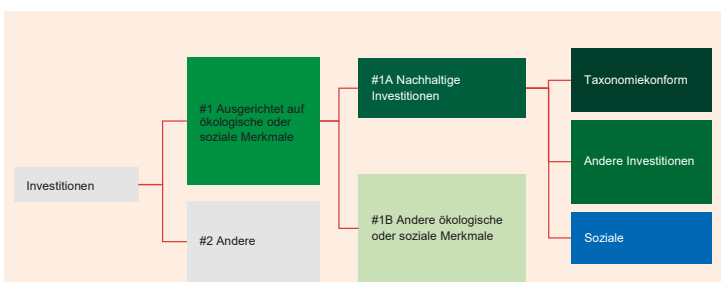 Investitionen
#1 Ausgerichtet auf
ökologische oder
soziale Merkmale
#2 Andere
#1A Nachhaltige
Investitionen
#1B Andere ökologische
oder soziale Merkmale
Taxonomiekonform
Andere Investitionen
Soziale